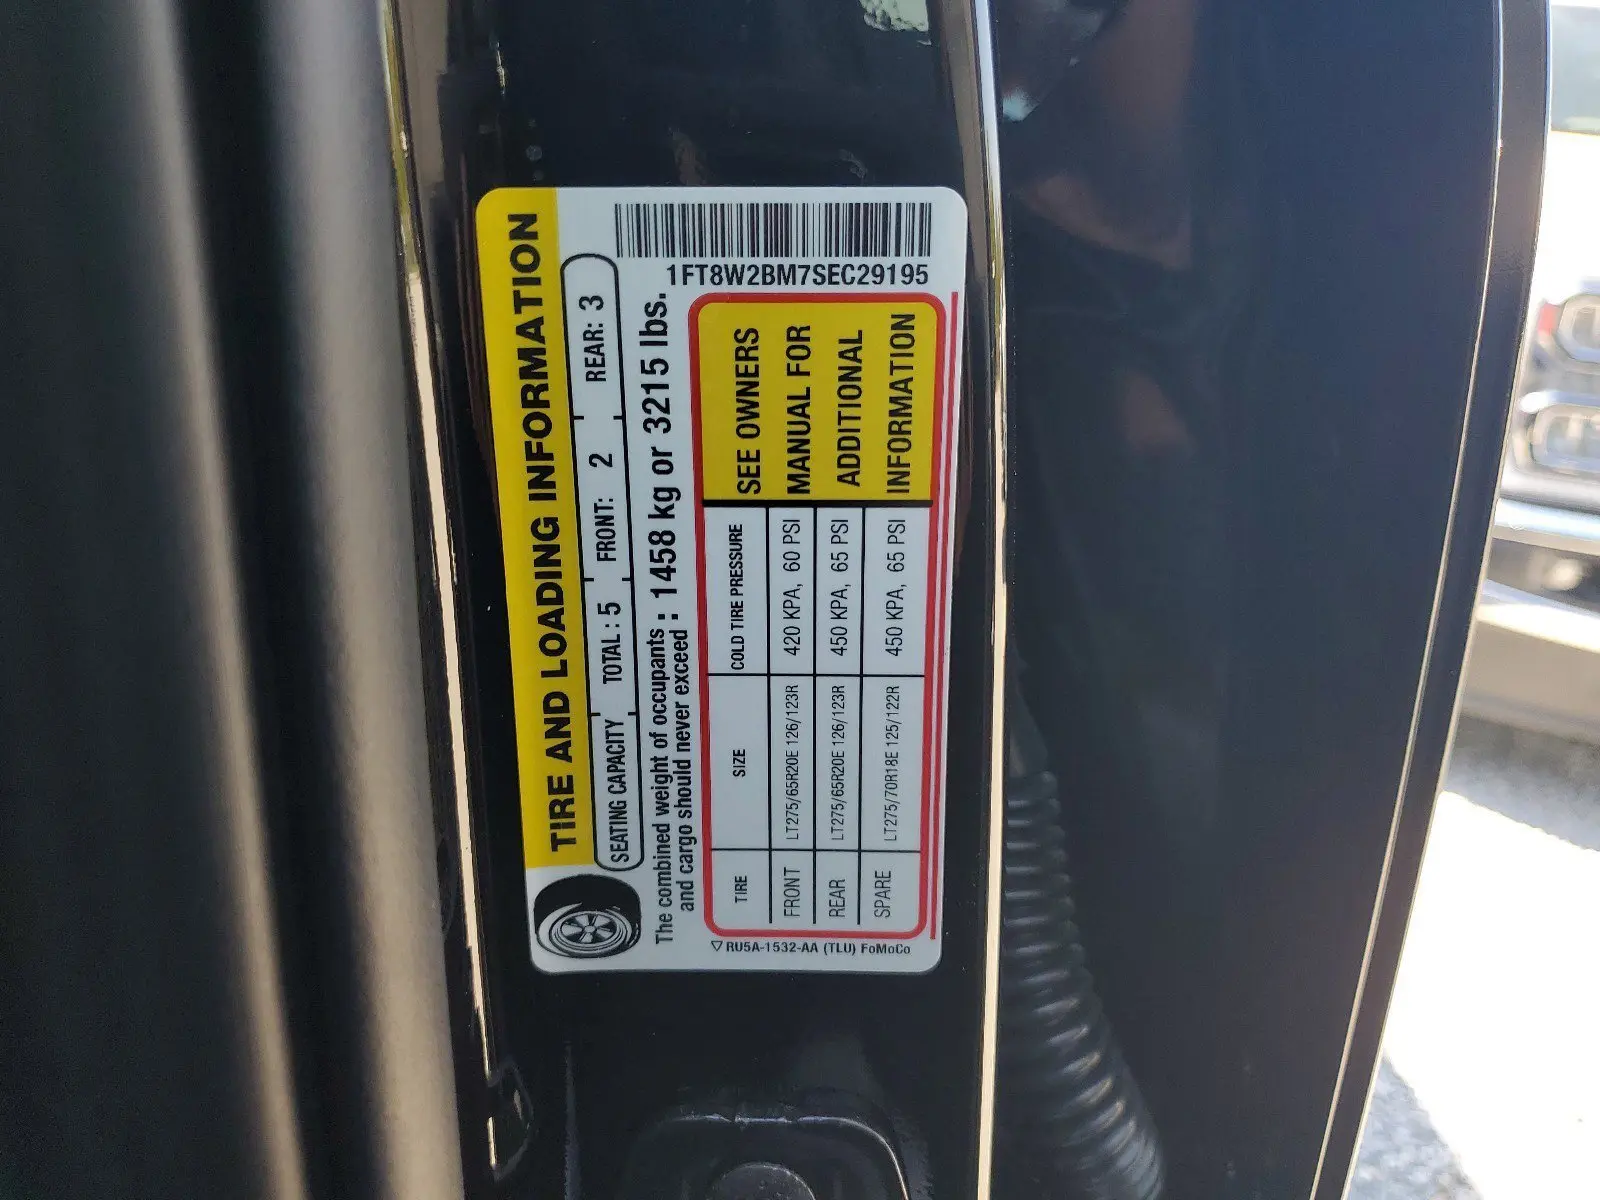 TIRE AND LOADING INFORMATION
SEATING CAPACITY TOTAL : 5 FRONT: 2 REAR: 3
The combined weight of occupants
and cargo should never exceed : 1458 kg or 3215 lbs.
1FT8W2BM7SEC29195
TIRE SIZE COLD TIRE PRESSURE
FRONT LT275/65R20E 126/123R 420 KPA, 60 PSI
REAR LT275/65R20E 126/123R 450 KPA, 65 PSI
SPARE LT275/70R18E 125/122R 450 KPA, 65 PSI
SEE OWNERS
MANUAL FOR
ADDITIONAL
INFORMATION
RU5A-1532-AA (TLU) FoMoCo